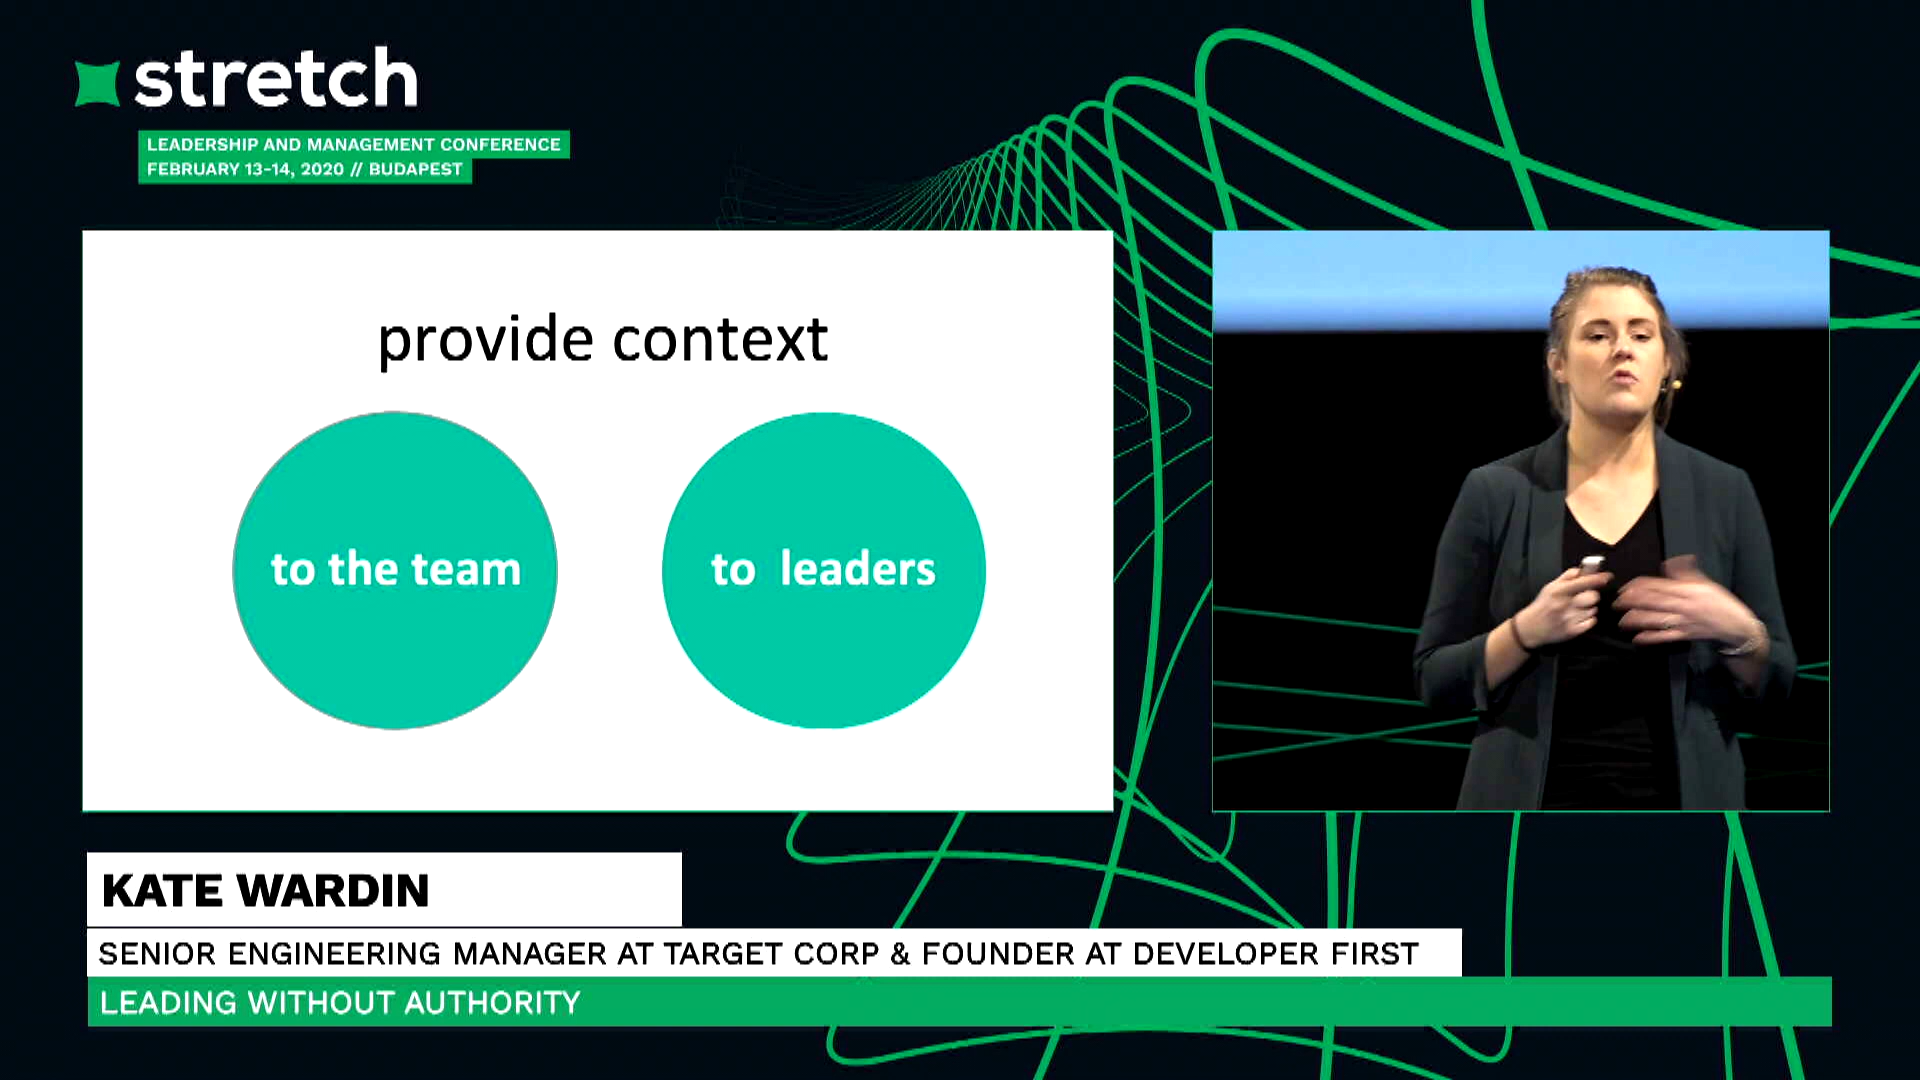 stretch
LEADERSHIP AND MANAGEMENT CONFERENCE
FEBRUARY 13-14, 2020 // BUDAPEST
provide context
to the team
to leaders
KATE WARDIN
SENIOR ENGINEERING MANAGER AT TARGET CORP & FOUNDER AT DEVELOPER FIRST
LEADING WITHOUT AUTHORITY